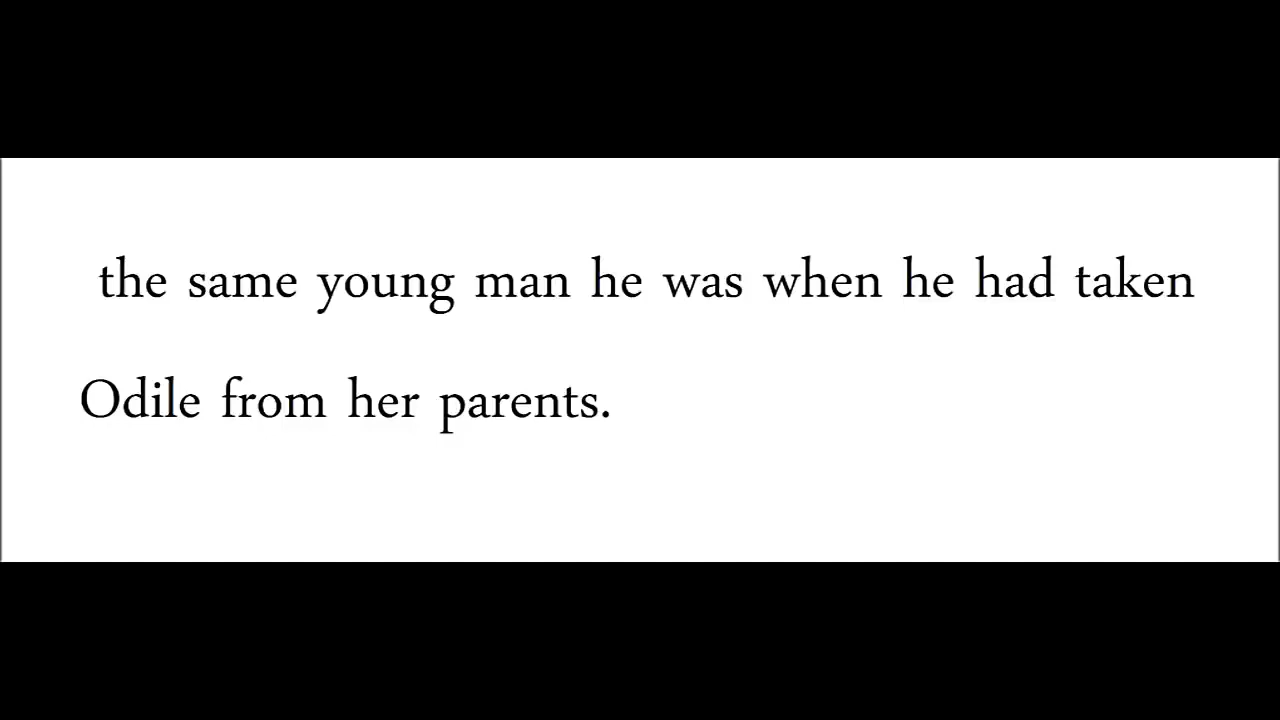 the same young man he was when he had taken
Odile from her parents.